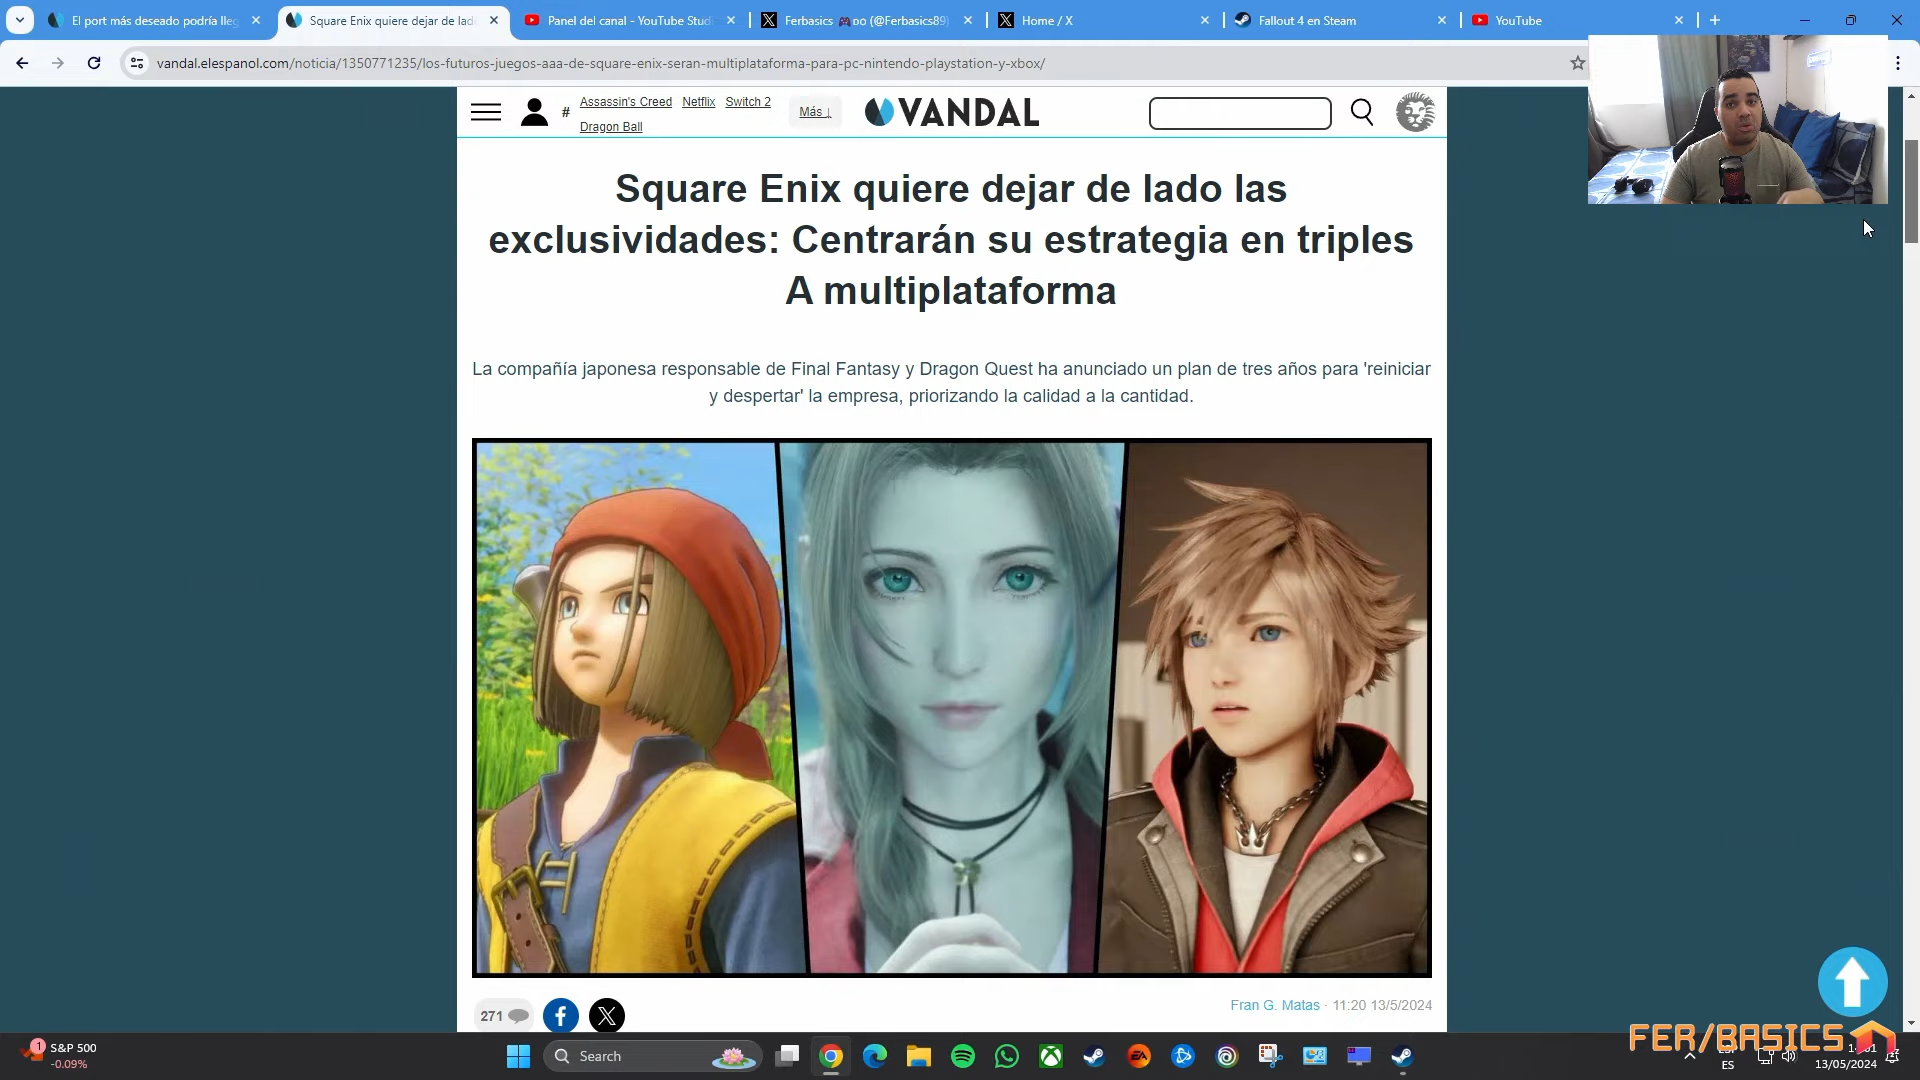 El port más deseado podría lleg
Square Enix quiere dejar de lado
Panel del canal - YouTube Studi
Ferbasics 🎮DO (@Ferbasics89)
Home / X
Fallout 4 en Steam
YouTube
vandal.elespanol.com/noticia/1350771235/los-futuros-juegos-aaa-de-square-enix-seran-multiplataforma-para-pc-nintendo-playstation-y-xbox/
# Assassin's Creed Netflix Switch 2
Dragon Ball
Más ↓
VANDAL
Square Enix quiere dejar de lado las
exclusividades: Centrarán su estrategia en triples
A multiplataforma
La compañía japonesa responsable de Final Fantasy y Dragon Quest ha anunciado un plan de tres años para 'reiniciar
y despertar' la empresa, priorizando la calidad a la cantidad.
271
Fran G. Matas · 11:20 13/5/2024
FER/BASICS
1
S&P 500
-0.09%
Search
ES
13/05/2024